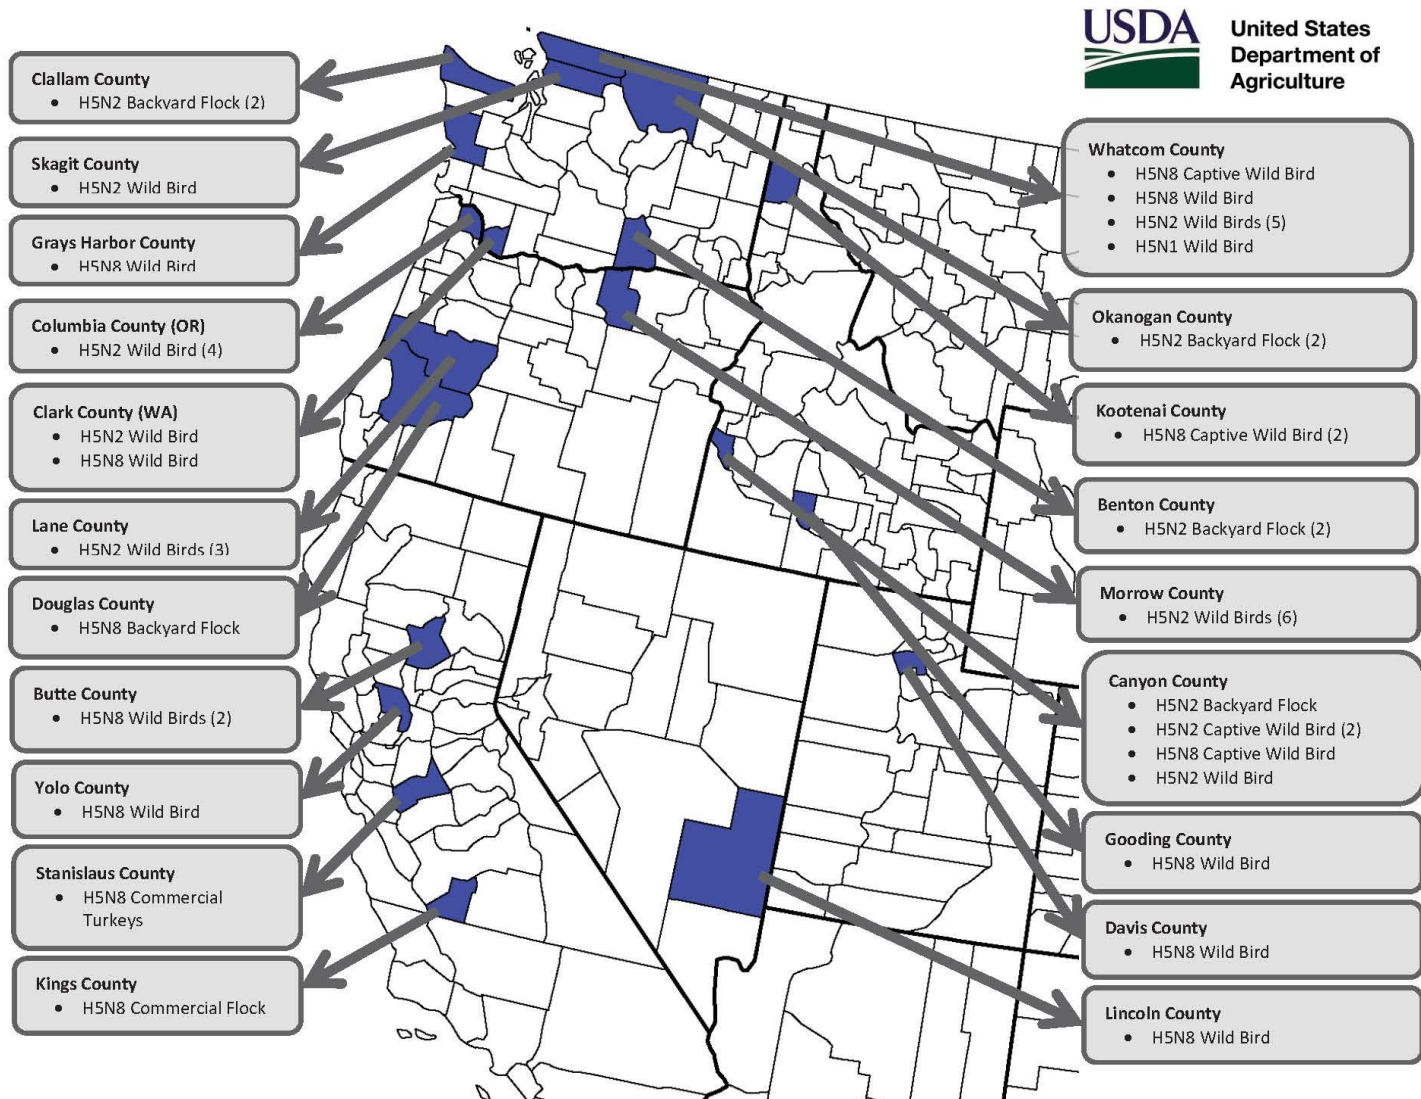 USDA
United States
Department of
Agriculture
Clallam County
• H5N2 Backyard Flock (2)
Skagit County
• H5N2 Wild Bird
Grays Harbor County
• H5N8 Wild Bird
Columbia County (OR)
• H5N2 Wild Bird (4)
Clark County (WA)
• H5N2 Wild Bird
• H5N8 Wild Bird
Lane County
• H5N2 Wild Birds (3)
Douglas County
• H5N8 Backyard Flock
Butte County
• H5N8 Wild Birds (2)
Yolo County
• H5N8 Wild Bird
Stanislaus County
• H5N8 Commercial
Turkeys
Kings County
• H5N8 Commercial Flock
Whatcom County
• H5N8 Captive Wild Bird
• H5N8 Wild Bird
• H5N2 Wild Birds (5)
• H5N1 Wild Bird
Okanogan County
• H5N2 Backyard Flock (2)
Kootenai County
• H5N8 Captive Wild Bird (2)
Benton County
• H5N2 Backyard Flock (2)
Morrow County
• H5N2 Wild Birds (6)
Canyon County
• H5N2 Backyard Flock
• H5N2 Captive Wild Bird (2)
• H5N8 Captive Wild Bird
• H5N2 Wild Bird
Gooding County
• H5N8 Wild Bird
Davis County
• H5N8 Wild Bird
Lincoln County
• H5N8 Wild Bird